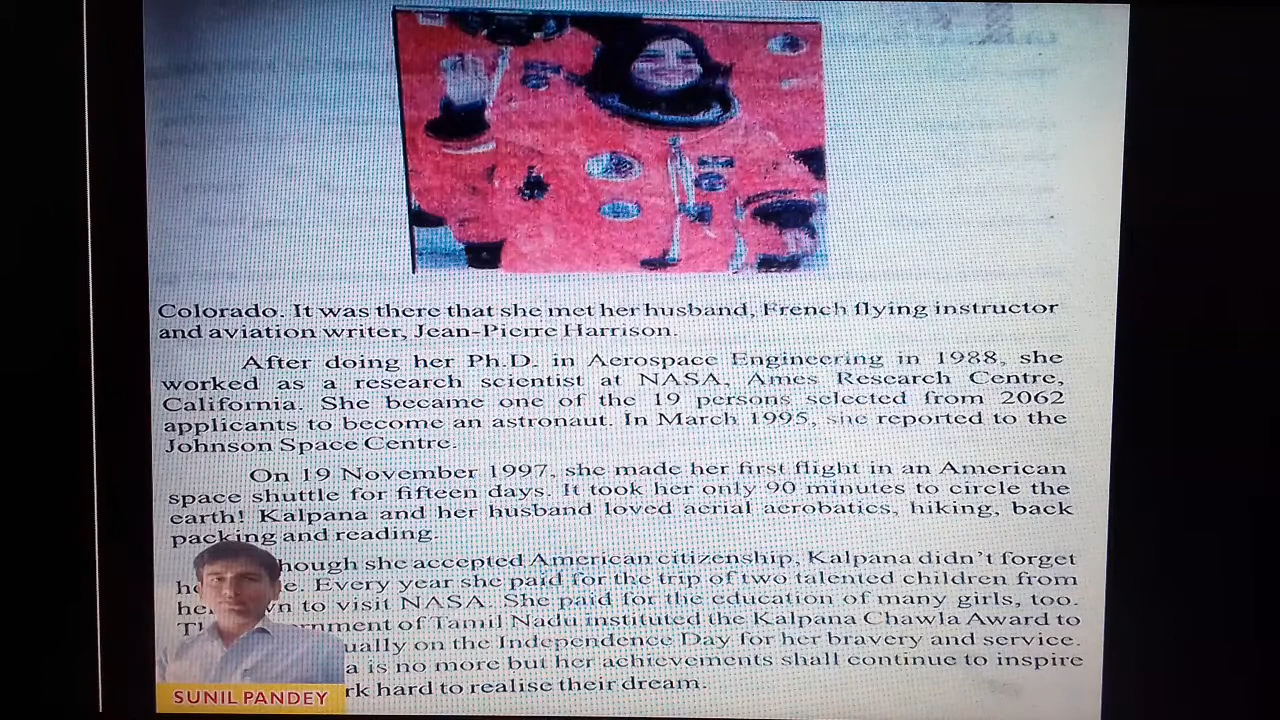 Colorado. It was there that she met her husband, French flying instructor
and aviation writer, Jean-Pierre Harrison.
After doing her Ph.D. in Aerospace Engineering in 1988, she
worked as a research scientist at NASA, Ames Research Centre,
California. She became one of the 19 persons selected from 2062
applicants to become an astronaut. In March 1995, she reported to the
Johnson Space Centre.
On 19 November 1997, she made her first flight in an American
space shuttle for fifteen days. It took her only 90 minutes to circle the
earth! Kalpana and her husband loved aerial acrobatics, hiking, back
packing and reading.
hough she accepted American citizenship, Kalpana didn't forget
e. Every year she paid for the trip of two talented children from
wn to visit NASA. She paid for the education of many girls, too.
rnment of Tamil Nadu instituted the Kalpana Chawla Award to
ually on the Independence Day for her bravery and service.
a is no more but her achievements shall continue to inspire
rk hard to realise their dream.
SUNIL PANDEY